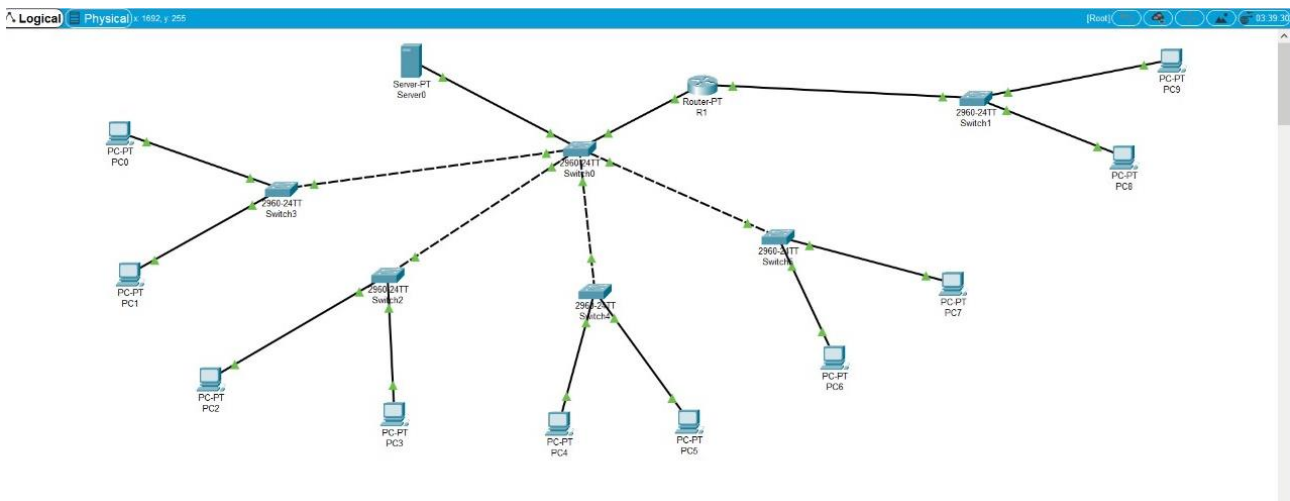 Logical
Physical
x: 1692, y: 255
[Root]
03:39:30
Server-PT
Server0
Router-PT
R1
PC-PT
PC9
2960-24TT
Switch1
PC-PT
PC8
PC-PT
PC0
2960-24TT
Switch0
2960-24TT
Switch3
PC-PT
PC1
2960-24TT
Switch2
2960-24TT
Switch4
2960-24TT
PC-PT
PC7
PC-PT
PC6
PC-PT
PC2
PC-PT
PC3
PC-PT
PC4
PC-PT
PC5